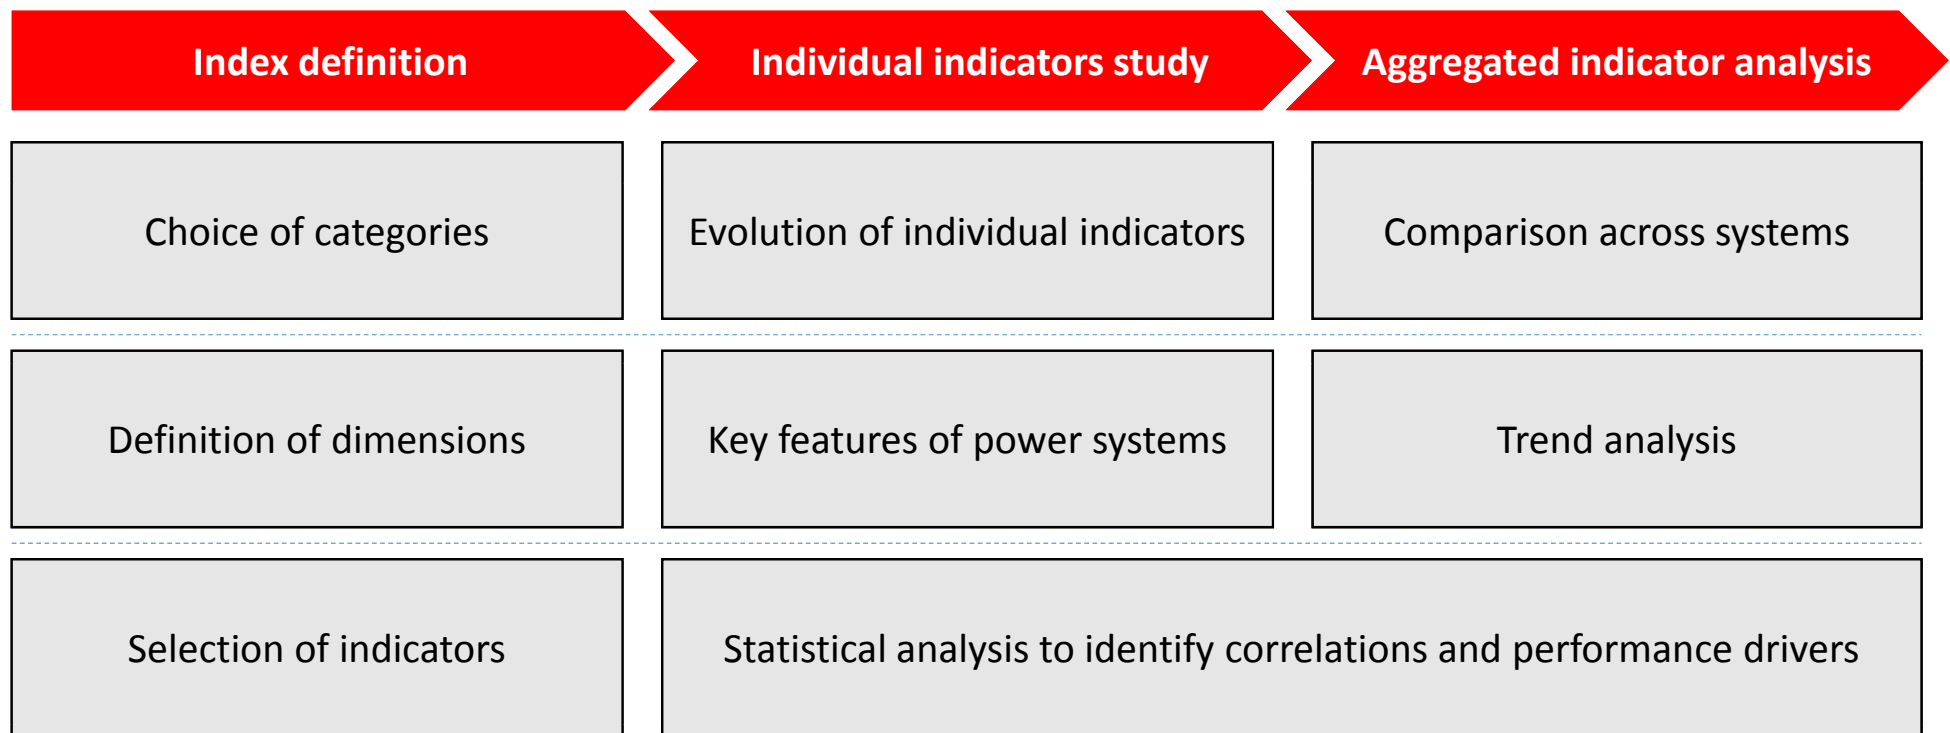 Index definition
Individual indicators study
Aggregated indicator analysis
Choice of categories
Evolution of individual indicators
Comparison across systems
Definition of dimensions
Key features of power systems
Trend analysis
Selection of indicators
Statistical analysis to identify correlations and performance drivers